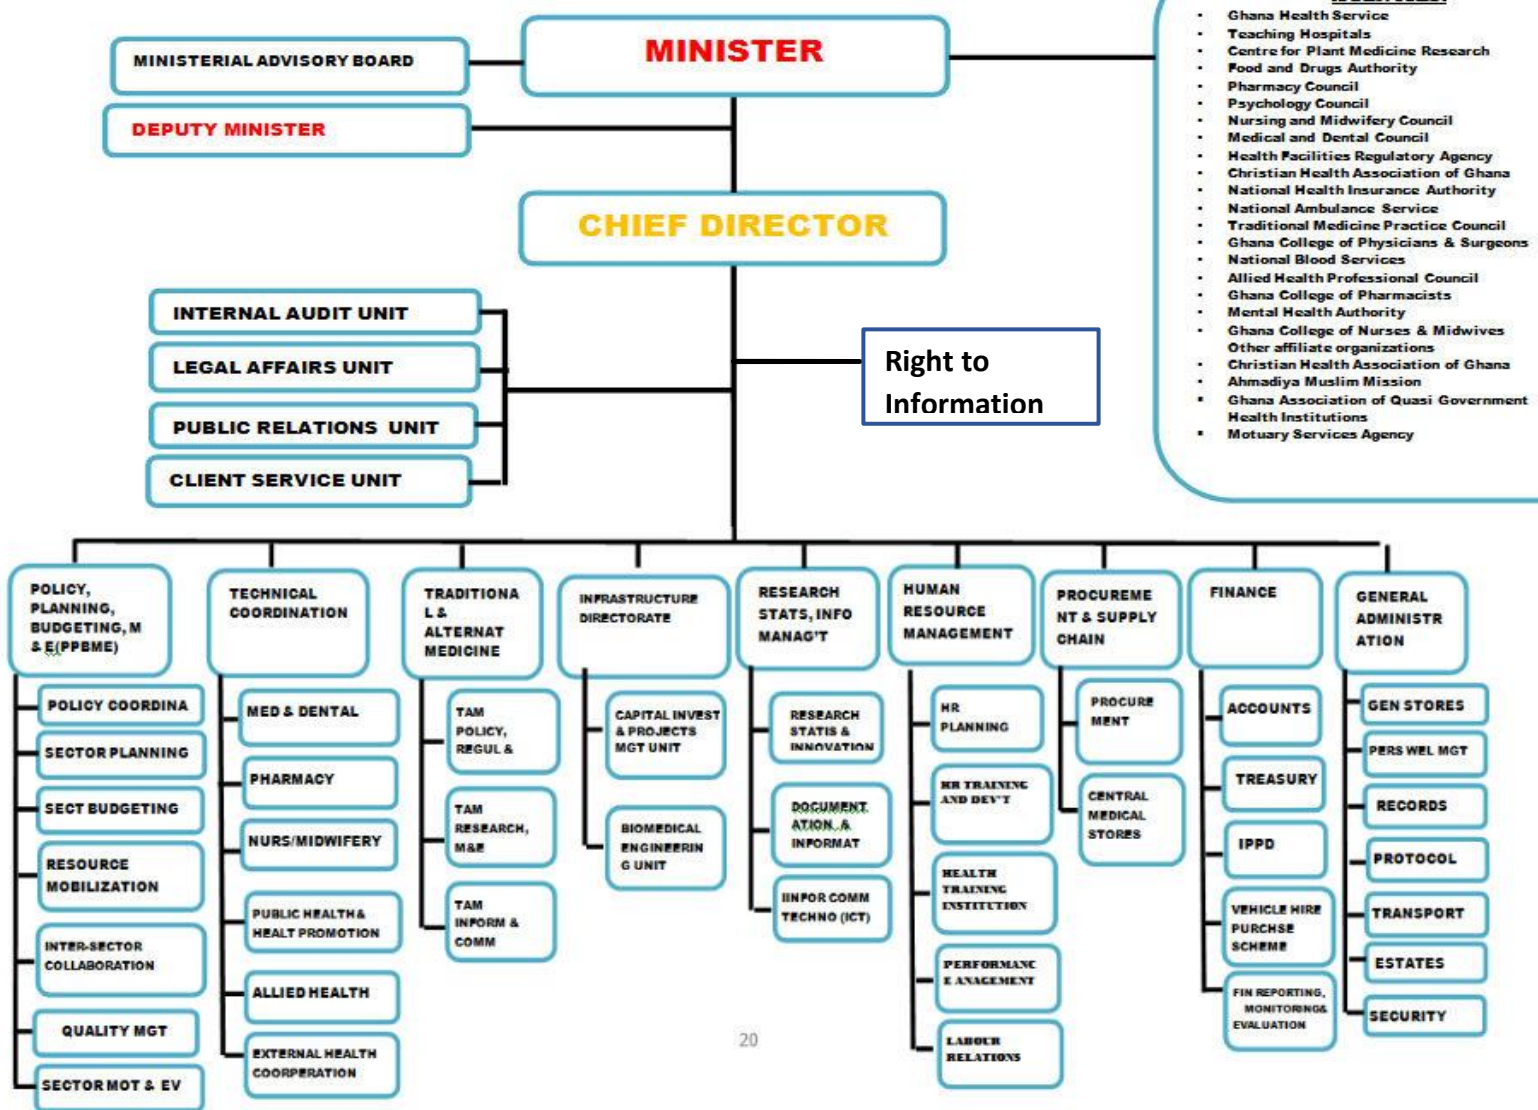 MINISTER
MINISTERIAL ADVISORY BOARD
DEPUTY MINISTER
CHIEF DIRECTOR
Ghana Health Service
Teaching Hospitals
Centre for Plant Medicine Research
Food and Drugs Authority
Pharmacy Council
Psychology Council
Nursing and Midwifery Council
Medical and Dental Council
Health Facilities Regulatory Agency
Christian Health Association of Ghana
National Health Insurance Authority
National Ambulance Service
Traditional Medicine Practice Council
Ghana College of Physicians & Surgeons
National Blood Services
Allied Health Professional Council
Ghana College of Pharmacists
Mental Health Authority
Ghana College of Nurses & Midwives
Other affiliate organizations
Christian Health Association of Ghana
Ahmadiya Muslim Mission
Ghana Association of Quasi Government
Health Institutions
Motuary Services Agency
INTERNAL AUDIT UNIT
LEGAL AFFAIRS UNIT
PUBLIC RELATIONS UNIT
CLIENT SERVICE UNIT
Right to
Information
POLICY,
PLANNING,
BUDGETING, M
& E(PPBME)
POLICY COORDINA
SECTOR PLANNING
SECT BUDGETING
RESOURCE
MOBILIZATION
INTER-SECTOR
COLLABORATION
QUALITY MGT
SECTOR MOT & EV
TECHNICAL
COORDINATION
MED & DENTAL
PHARMACY
NURS/MIDWIFERY
PUBLIC HEALTH &
HEALT PROMOTION
ALLIED HEALTH
EXTERNAL HEALTH
COORPERATION
TRADITIONA
L &
ALTERNAT
MEDICINE
TAM
POLICY,
REGUL &
TAM
RESEARCH,
M&E
TAM
INFORM &
COMM
INFRASTRUCTURE
DIRECTORATE
CAPITAL INVEST
& PROJECTS
MGT UNIT
BIOMEDICAL
ENGINEERIN
G UNIT
RESEARCH
STATS, INFO
MANAG'T
RESEARCH
STATIS &
INNOVATION
DOCUMENT
ATION &
INFORMAT
IINFOR COMM
TECHNO (ICT)
HUMAN
RESOURCE
MANAGEMENT
HR
PLANNING
HR TRAINING
AND DEV'T
HEALTH
TRAINING
INSTITUTION
PERFORMANC
E ANAGEMENT
LABOUR
RELATIONS
PROCUREME
NT & SUPPLY
CHAIN
PROCURE
MENT
CENTRAL
MEDICAL
STORES
FINANCE
ACCOUNTS
TREASURY
IPPD
VEHICLE HIRE
PURCHSE
SCHEME
FIN REPORTING,
MONITORING&
EVALUATION
GENERAL
ADMINISTR
ATION
GEN STORES
PERS WEL MGT
RECORDS
PROTOCOL
TRANSPORT
ESTATES
SECURITY
20